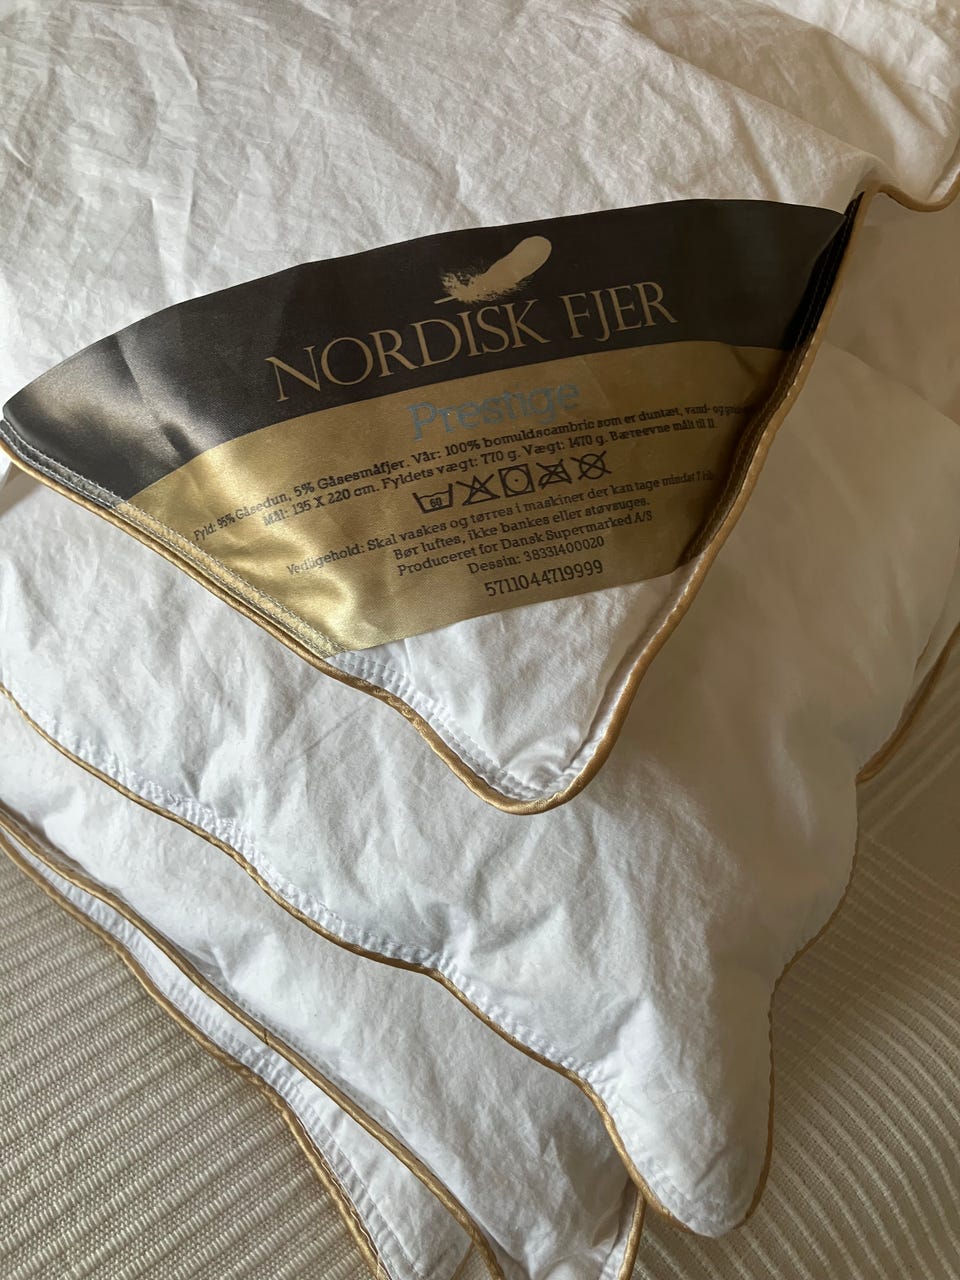 NORDISK FJER
Prestige
Fyld: 95% Gåsedun, 5% Gåsesmåfjer. Vår: 100% bomuldscambric som er duntæt, vand- og
Mål: 135 X 220 cm. Fyldets vægt: 770 g. Vægt: 1470 g. Bæreevne målt til 11
60
Vedligehold: Skal vaskes og tørres i maskiner der kan tage mindst 7 kilo
Bør luftes, ikke bankes eller støvsuges.
Produceret for Dansk Supermarked A/S
Dessin: 38331400020
5711044719999